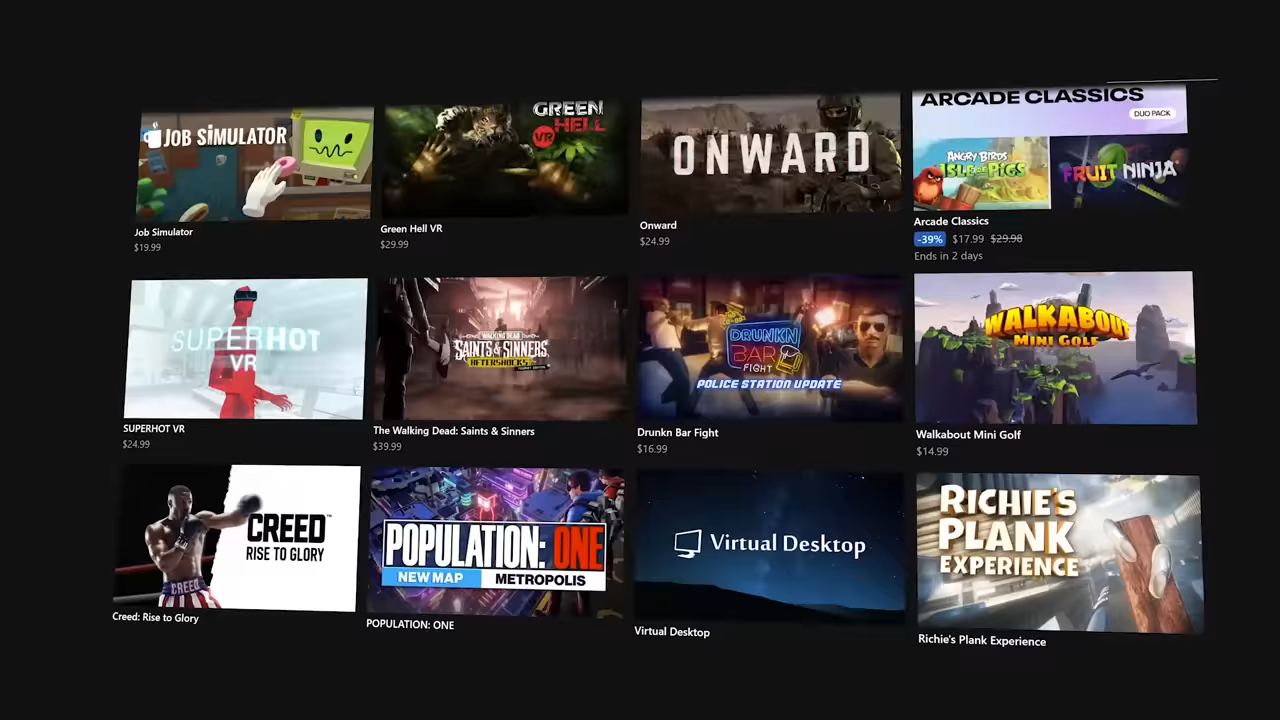 JOB SiMULATOR
GREEN
HELL
VR
ONWARD
ARCADE CLASSICS
DUO PACK
ANGRY BIRDS
ISLE OF PIGS
FRUIT NINJA
Job Simulator
$19.99
Green Hell VR
$29.99
Onward
$24.99
Arcade Classics
-39% $17.99 $29.98
Ends in 2 days
SUPERHOT
VR
THE WALKING DEAD
SAINTS & SINNERS
AFTERSHOCKS
TOURIST EDITION
DRUNKN
BAR
FIGHT
POLICE STATION UPDATE
WALKABOUT
MINI GOLF
SUPERHOT VR
$24.99
The Walking Dead: Saints & Sinners
$39.99
Drunkn Bar Fight
$16.99
Walkabout Mini Golf
$14.99
CREED™
RISE TO GLORY
CREED
POPULATION: ONE
NEW MAP METROPOLIS
Virtual Desktop
RICHIE'S
PLANK
EXPERIENCE
Creed: Rise to Glory
POPULATION: ONE
Virtual Desktop
Richie's Plank Experience